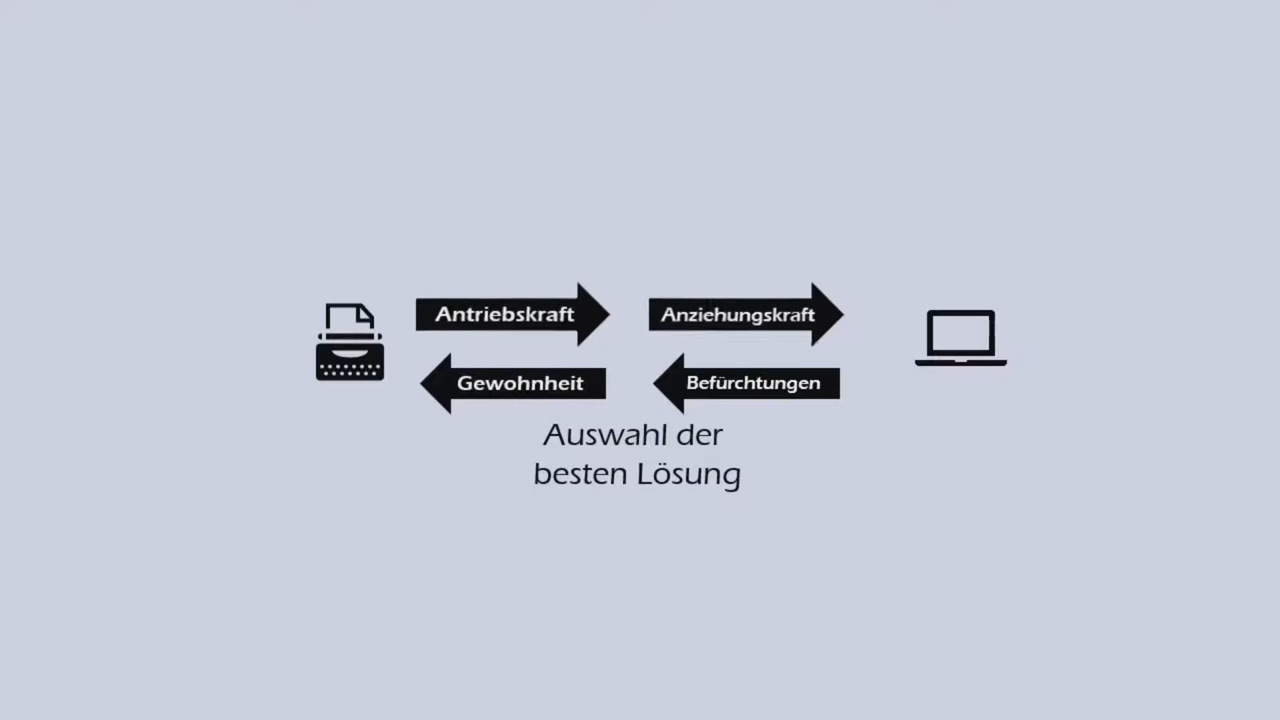 Antriebskraft
Anziehungskraft
Gewohnheit
Befürchtungen
Auswahl der
besten Lösung